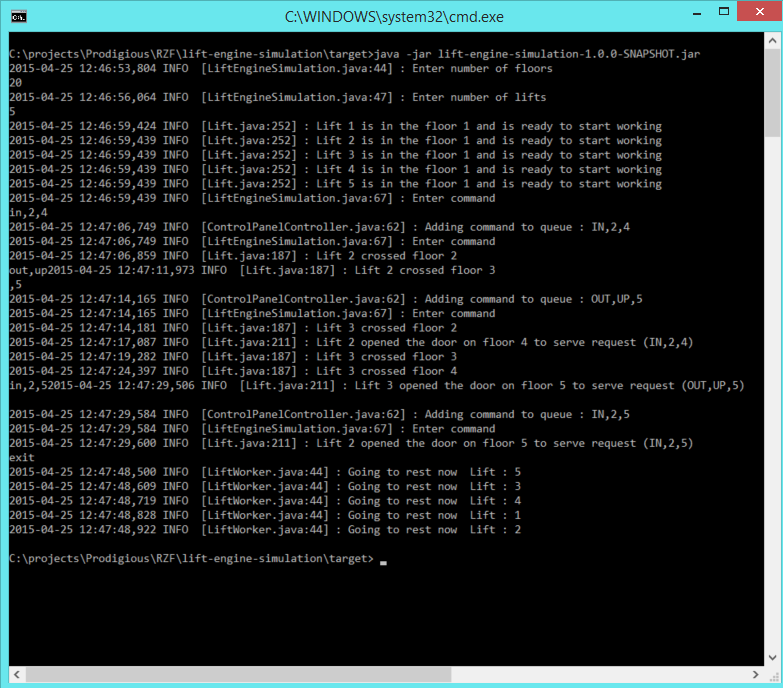 C:\WINDOWS\system32\cmd.exe
C:\projects\Prodigious\RZF\lift-engine-simulation\target>java -jar lift-engine-simulation-1.0.0-SNAPSHOT.jar
2015-04-25 12:46:53,804 INFO  [LiftEngineSimulation.java:44] : Enter number of floors
20
2015-04-25 12:46:56,064 INFO  [LiftEngineSimulation.java:47] : Enter number of lifts
5
2015-04-25 12:46:59,424 INFO  [Lift.java:252] : Lift 1 is in the floor 1 and is ready to start working
2015-04-25 12:46:59,439 INFO  [Lift.java:252] : Lift 2 is in the floor 1 and is ready to start working
2015-04-25 12:46:59,439 INFO  [Lift.java:252] : Lift 3 is in the floor 1 and is ready to start working
2015-04-25 12:46:59,439 INFO  [Lift.java:252] : Lift 4 is in the floor 1 and is ready to start working
2015-04-25 12:46:59,439 INFO  [Lift.java:252] : Lift 5 is in the floor 1 and is ready to start working
2015-04-25 12:46:59,439 INFO  [LiftEngineSimulation.java:67] : Enter command
in,2,4
2015-04-25 12:47:06,749 INFO  [ControlPanelController.java:62] : Adding command to queue : IN,2,4
2015-04-25 12:47:06,749 INFO  [LiftEngineSimulation.java:67] : Enter command
2015-04-25 12:47:06,859 INFO  [Lift.java:187] : Lift 2 crossed floor 2
out,up2015-04-25 12:47:11,973 INFO  [Lift.java:187] : Lift 2 crossed floor 3
,5
2015-04-25 12:47:14,165 INFO  [ControlPanelController.java:62] : Adding command to queue : OUT,UP,5
2015-04-25 12:47:14,165 INFO  [LiftEngineSimulation.java:67] : Enter command
2015-04-25 12:47:14,181 INFO  [Lift.java:187] : Lift 3 crossed floor 2
2015-04-25 12:47:17,087 INFO  [Lift.java:211] : Lift 2 opened the door on floor 4 to serve request (IN,2,4)
2015-04-25 12:47:19,282 INFO  [Lift.java:187] : Lift 3 crossed floor 3
2015-04-25 12:47:24,397 INFO  [Lift.java:187] : Lift 3 crossed floor 4
in,2,52015-04-25 12:47:29,506 INFO  [Lift.java:211] : Lift 3 opened the door on floor 5 to serve request (OUT,UP,5)
2015-04-25 12:47:29,584 INFO  [ControlPanelController.java:62] : Adding command to queue : IN,2,5
2015-04-25 12:47:29,584 INFO  [LiftEngineSimulation.java:67] : Enter command
2015-04-25 12:47:29,600 INFO  [Lift.java:211] : Lift 2 opened the door on floor 5 to serve request (IN,2,5)
exit
2015-04-25 12:47:48,500 INFO  [LiftWorker.java:44] : Going to rest now  Lift : 5
2015-04-25 12:47:48,609 INFO  [LiftWorker.java:44] : Going to rest now  Lift : 3
2015-04-25 12:47:48,719 INFO  [LiftWorker.java:44] : Going to rest now  Lift : 4
2015-04-25 12:47:48,828 INFO  [LiftWorker.java:44] : Going to rest now  Lift : 1
2015-04-25 12:47:48,922 INFO  [LiftWorker.java:44] : Going to rest now  Lift : 2
C:\projects\Prodigious\RZF\lift-engine-simulation\target>